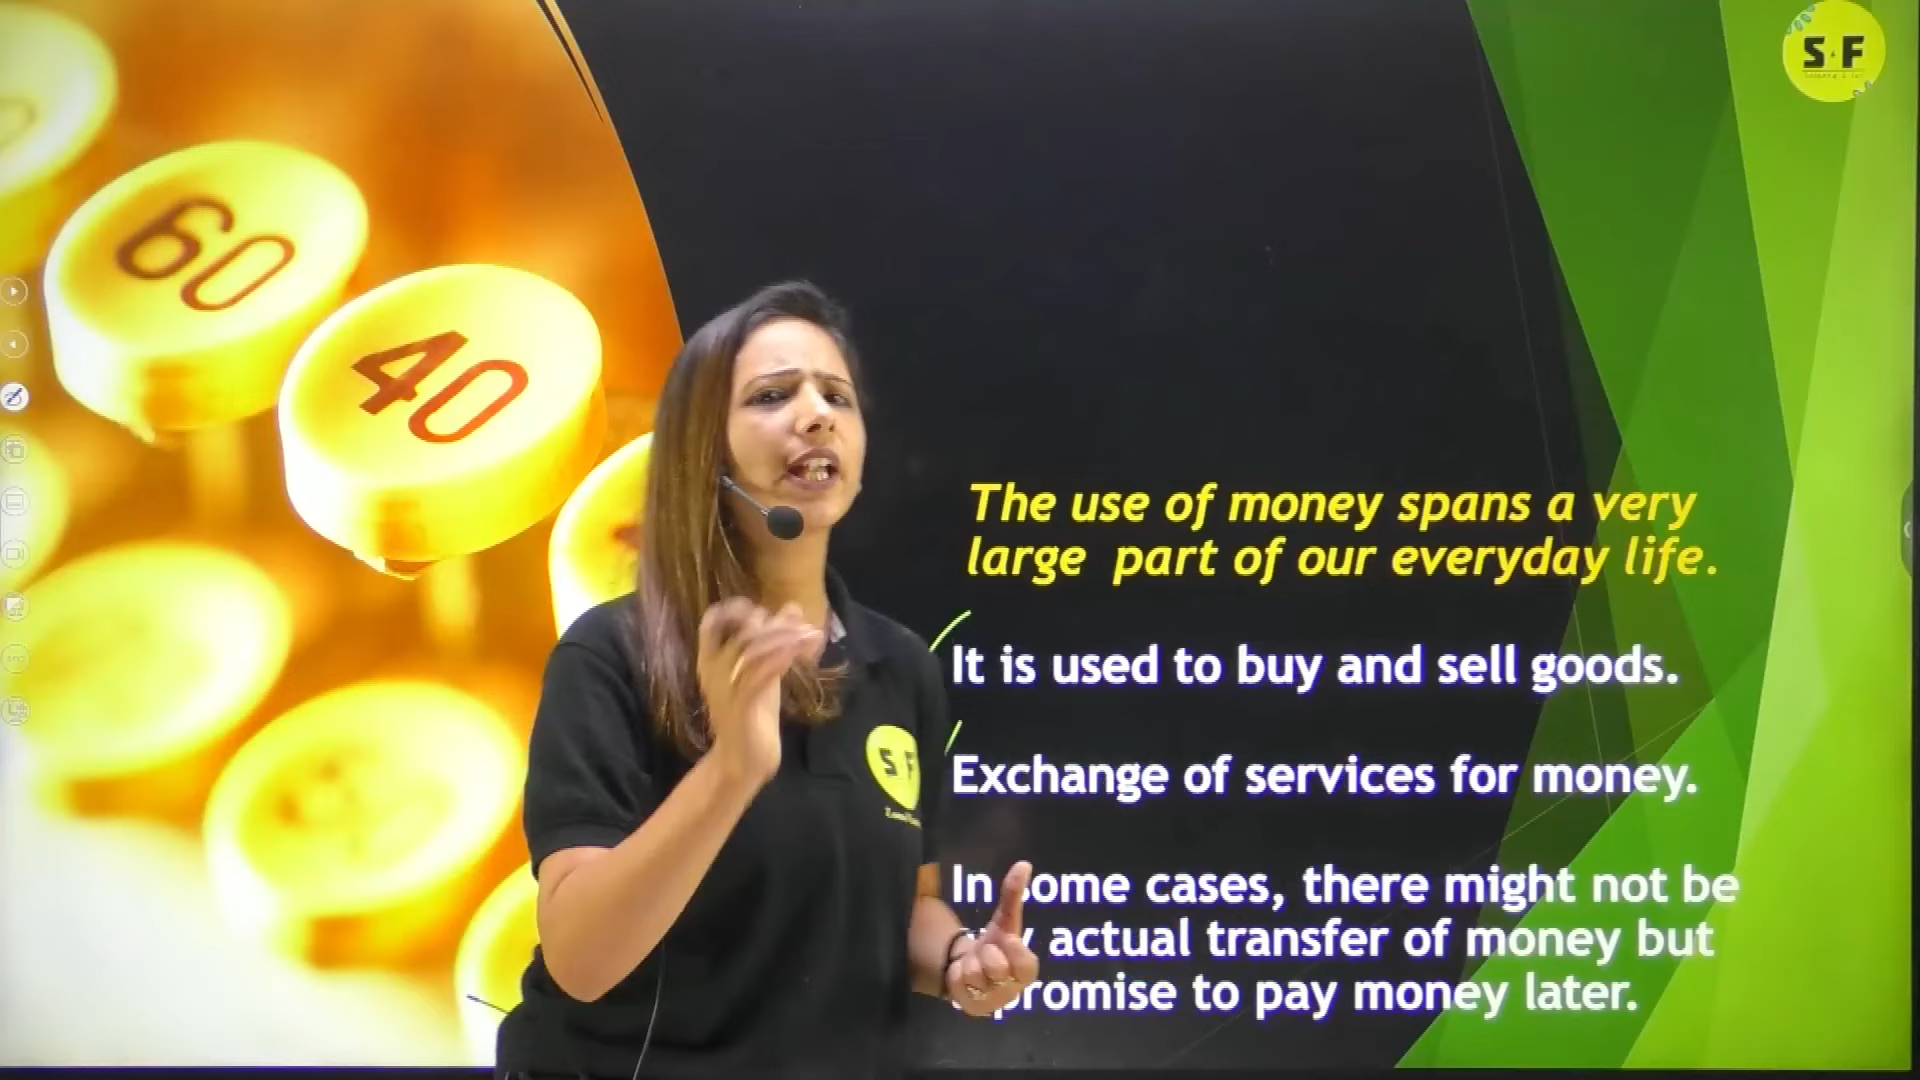 S·F
60
40
The use of money spans a very
large part of our everyday life.
It is used to buy and sell goods.
S F
Exchange of services for money.
In some cases, there might not be
actual transfer of money but
promise to pay money later.